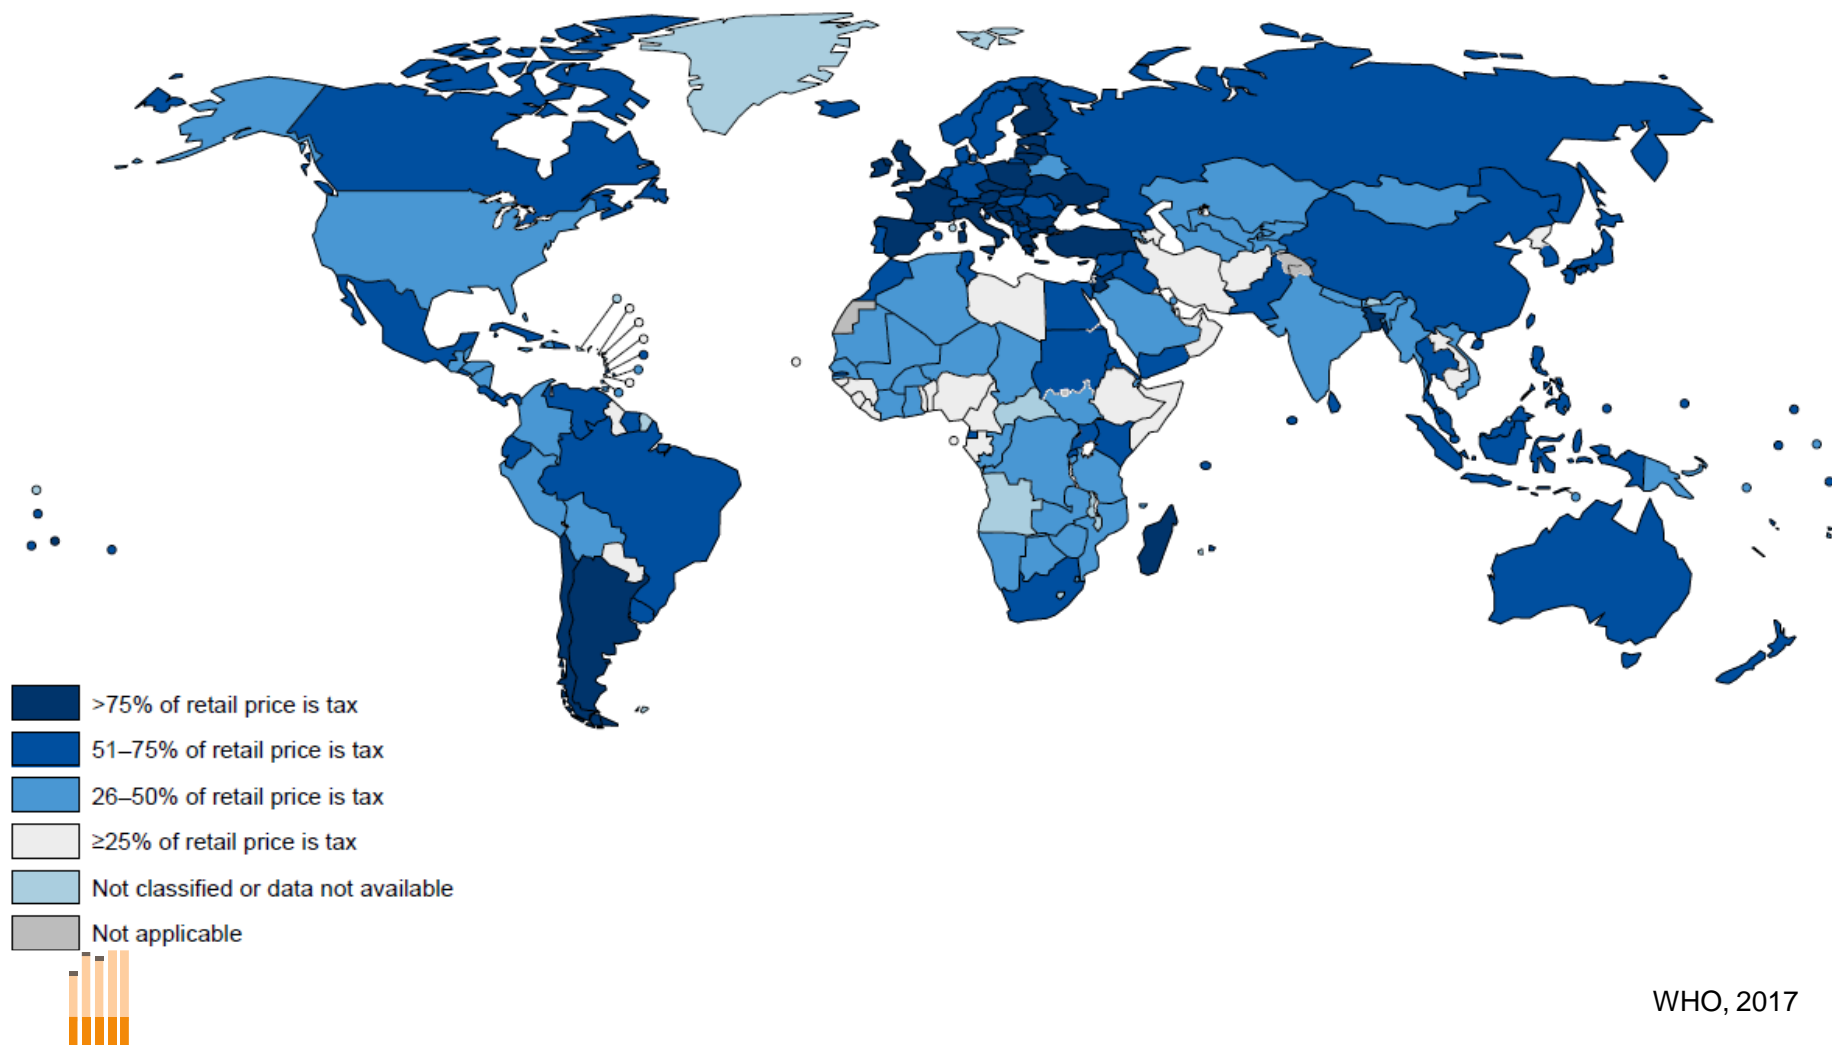 >75% of retail price is tax
51–75% of retail price is tax
26–50% of retail price is tax
≥25% of retail price is tax
Not classified or data not available
Not applicable
WHO, 2017